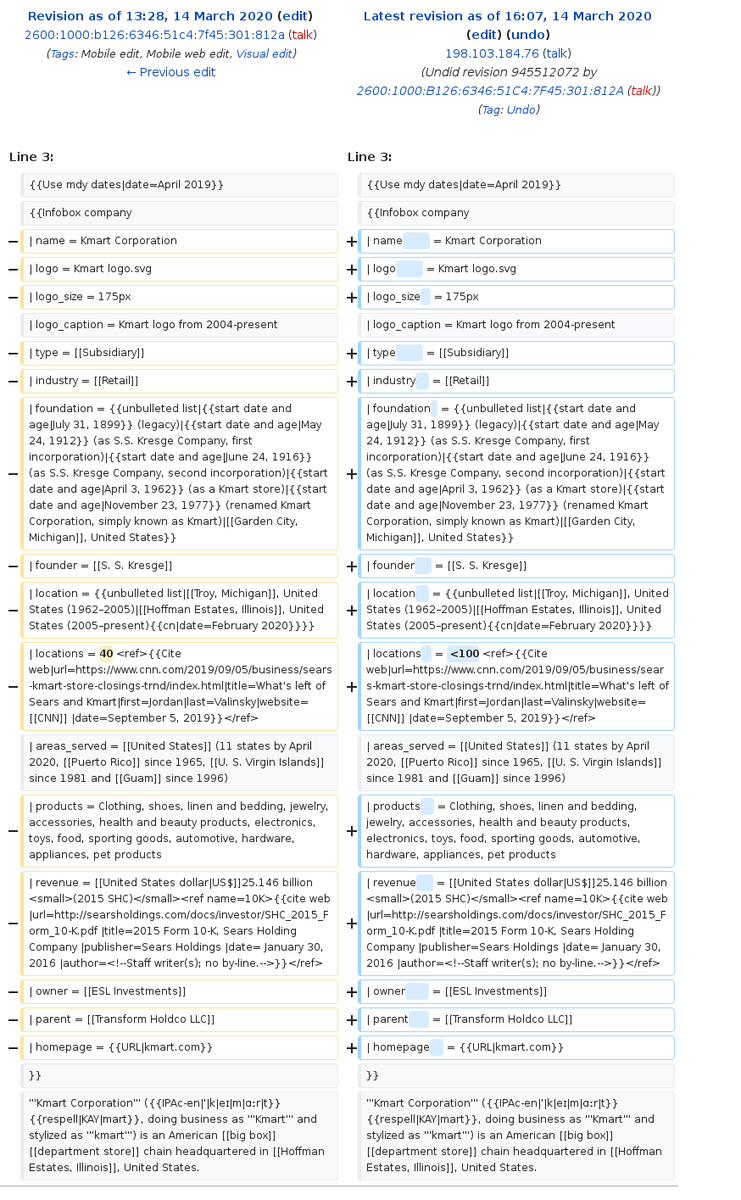 Revision as of 13:28, 14 March 2020 (edit)
2600:1000:b126:6346:51c4:7f45:301:812a (talk)
(Tags: Mobile edit, Mobile web edit, Visual edit)
← Previous edit
Latest revision as of 16:07, 14 March 2020
(edit) (undo)
198.103.184.76 (talk)
(Undid revision 945512072 by
2600:1000:B126:6346:51C4:7F45:301:812A (talk))
(Tag: Undo)
Line 3:
{{Use mdy dates|date=April 2019}}
{{Infobox company
− | name = Kmart Corporation
− | logo = Kmart logo.svg
− | logo_size = 175px
| logo_caption = Kmart logo from 2004-present
− | type = [[Subsidiary]]
− | industry = [[Retail]]
− | foundation = {{unbulleted list|{{start date and
age|July 31, 1899}} (legacy)|{{start date and age|May
24, 1912}} (as S.S. Kresge Company, first
incorporation)|{{start date and age|June 24, 1916}}
(as S.S. Kresge Company, second incorporation)|{{start
date and age|April 3, 1962}} (as a Kmart store)|{{start
date and age|November 23, 1977}} (renamed Kmart
Corporation, simply known as Kmart)|[[Garden City,
Michigan]], United States}}
− | founder = [[S. S. Kresge]]
− | location = {{unbulleted list|[[Troy, Michigan]], United
States (1962–2005)|[[Hoffman Estates, Illinois]], United
States (2005–present){{cn|date=February 2020}}}}
− | locations = 40 <ref>{{Cite
web|url=https://www.cnn.com/2019/09/05/business/sears
-kmart-store-closings-trnd/index.html|title=What's left of
Sears and Kmart|first=Jordan|last=Valinsky|website=
[[CNN]] |date=September 5, 2019}}</ref>
| areas_served = [[United States]] (11 states by April
2020, [[Puerto Rico]] since 1965, [[U. S. Virgin Islands]]
since 1981 and [[Guam]] since 1996)
− | products = Clothing, shoes, linen and bedding, jewelry,
accessories, health and beauty products, electronics,
toys, food, sporting goods, automotive, hardware,
appliances, pet products
− | revenue = [[United States dollar|US$]]25.146 billion
<small>(2015 SHC)</small><ref name=10K>{{cite web
|url=http://searsholdings.com/docs/investor/SHC_2015_F
orm_10-K.pdf |title=2015 Form 10-K, Sears Holding
Company |publisher=Sears Holdings |date= January 30,
2016 |author=<!--Staff writer(s); no by-line.-->}}</ref>
− | owner = [[ESL Investments]]
− | parent = [[Transform Holdco LLC]]
− | homepage = {{URL|kmart.com}}
}}
'''Kmart Corporation''' ({{IPAc-en|ˈ|k|eɪ|m|ɑːr|t}}
{{respell|KAY|mart}}, doing business as '''Kmart''' and
stylized as '''kmart''') is an American [[big box]]
[[department store]] chain headquartered in [[Hoffman
Estates, Illinois]], United States.
Line 3:
{{Use mdy dates|date=April 2019}}
{{Infobox company
+ | name = Kmart Corporation
+ | logo = Kmart logo.svg
+ | logo_size = 175px
| logo_caption = Kmart logo from 2004-present
+ | type = [[Subsidiary]]
+ | industry = [[Retail]]
+ | foundation = {{unbulleted list|{{start date and
age|July 31, 1899}} (legacy)|{{start date and age|May
24, 1912}} (as S.S. Kresge Company, first
incorporation)|{{start date and age|June 24, 1916}}
(as S.S. Kresge Company, second incorporation)|{{start
date and age|April 3, 1962}} (as a Kmart store)|{{start
date and age|November 23, 1977}} (renamed Kmart
Corporation, simply known as Kmart)|[[Garden City,
Michigan]], United States}}
+ | founder = [[S. S. Kresge]]
+ | location = {{unbulleted list|[[Troy, Michigan]], United
States (1962–2005)|[[Hoffman Estates, Illinois]], United
States (2005–present){{cn|date=February 2020}}}}
+ | locations = <100 <ref>{{Cite
web|url=https://www.cnn.com/2019/09/05/business/sear
s-kmart-store-closings-trnd/index.html|title=What's left of
Sears and Kmart|first=Jordan|last=Valinsky|website=
[[CNN]] |date=September 5, 2019}}</ref>
| areas_served = [[United States]] (11 states by April
2020, [[Puerto Rico]] since 1965, [[U. S. Virgin Islands]]
since 1981 and [[Guam]] since 1996)
+ | products = Clothing, shoes, linen and bedding,
jewelry, accessories, health and beauty products,
electronics, toys, food, sporting goods, automotive,
hardware, appliances, pet products
+ | revenue = [[United States dollar|US$]]25.146 billion
<small>(2015 SHC)</small><ref name=10K>{{cite web
|url=http://searsholdings.com/docs/investor/SHC_2015_F
orm_10-K.pdf |title=2015 Form 10-K, Sears Holding
Company |publisher=Sears Holdings |date= January 30,
2016 |author=<!--Staff writer(s); no by-line.-->}}</ref>
+ | owner = [[ESL Investments]]
+ | parent = [[Transform Holdco LLC]]
+ | homepage = {{URL|kmart.com}}
}}
'''Kmart Corporation''' ({{IPAc-en|ˈ|k|eɪ|m|ɑːr|t}}
{{respell|KAY|mart}}, doing business as '''Kmart''' and
stylized as '''kmart''') is an American [[big box]]
[[department store]] chain headquartered in [[Hoffman
Estates, Illinois]], United States.